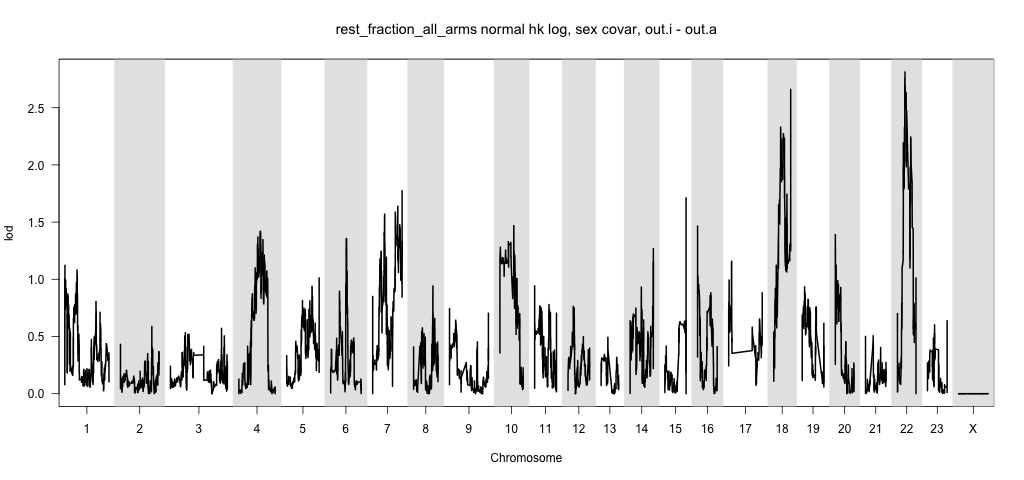 rest_fraction_all_arms normal hk log, sex covar, out.i - out.a
lod
2.5
2.0
1.5
1.0
0.5
0.0
1 2 3 4 5 6 7 8 9 10 11 12 13 14 15 16 17 18 19 20 21 22 23 X
Chromosome